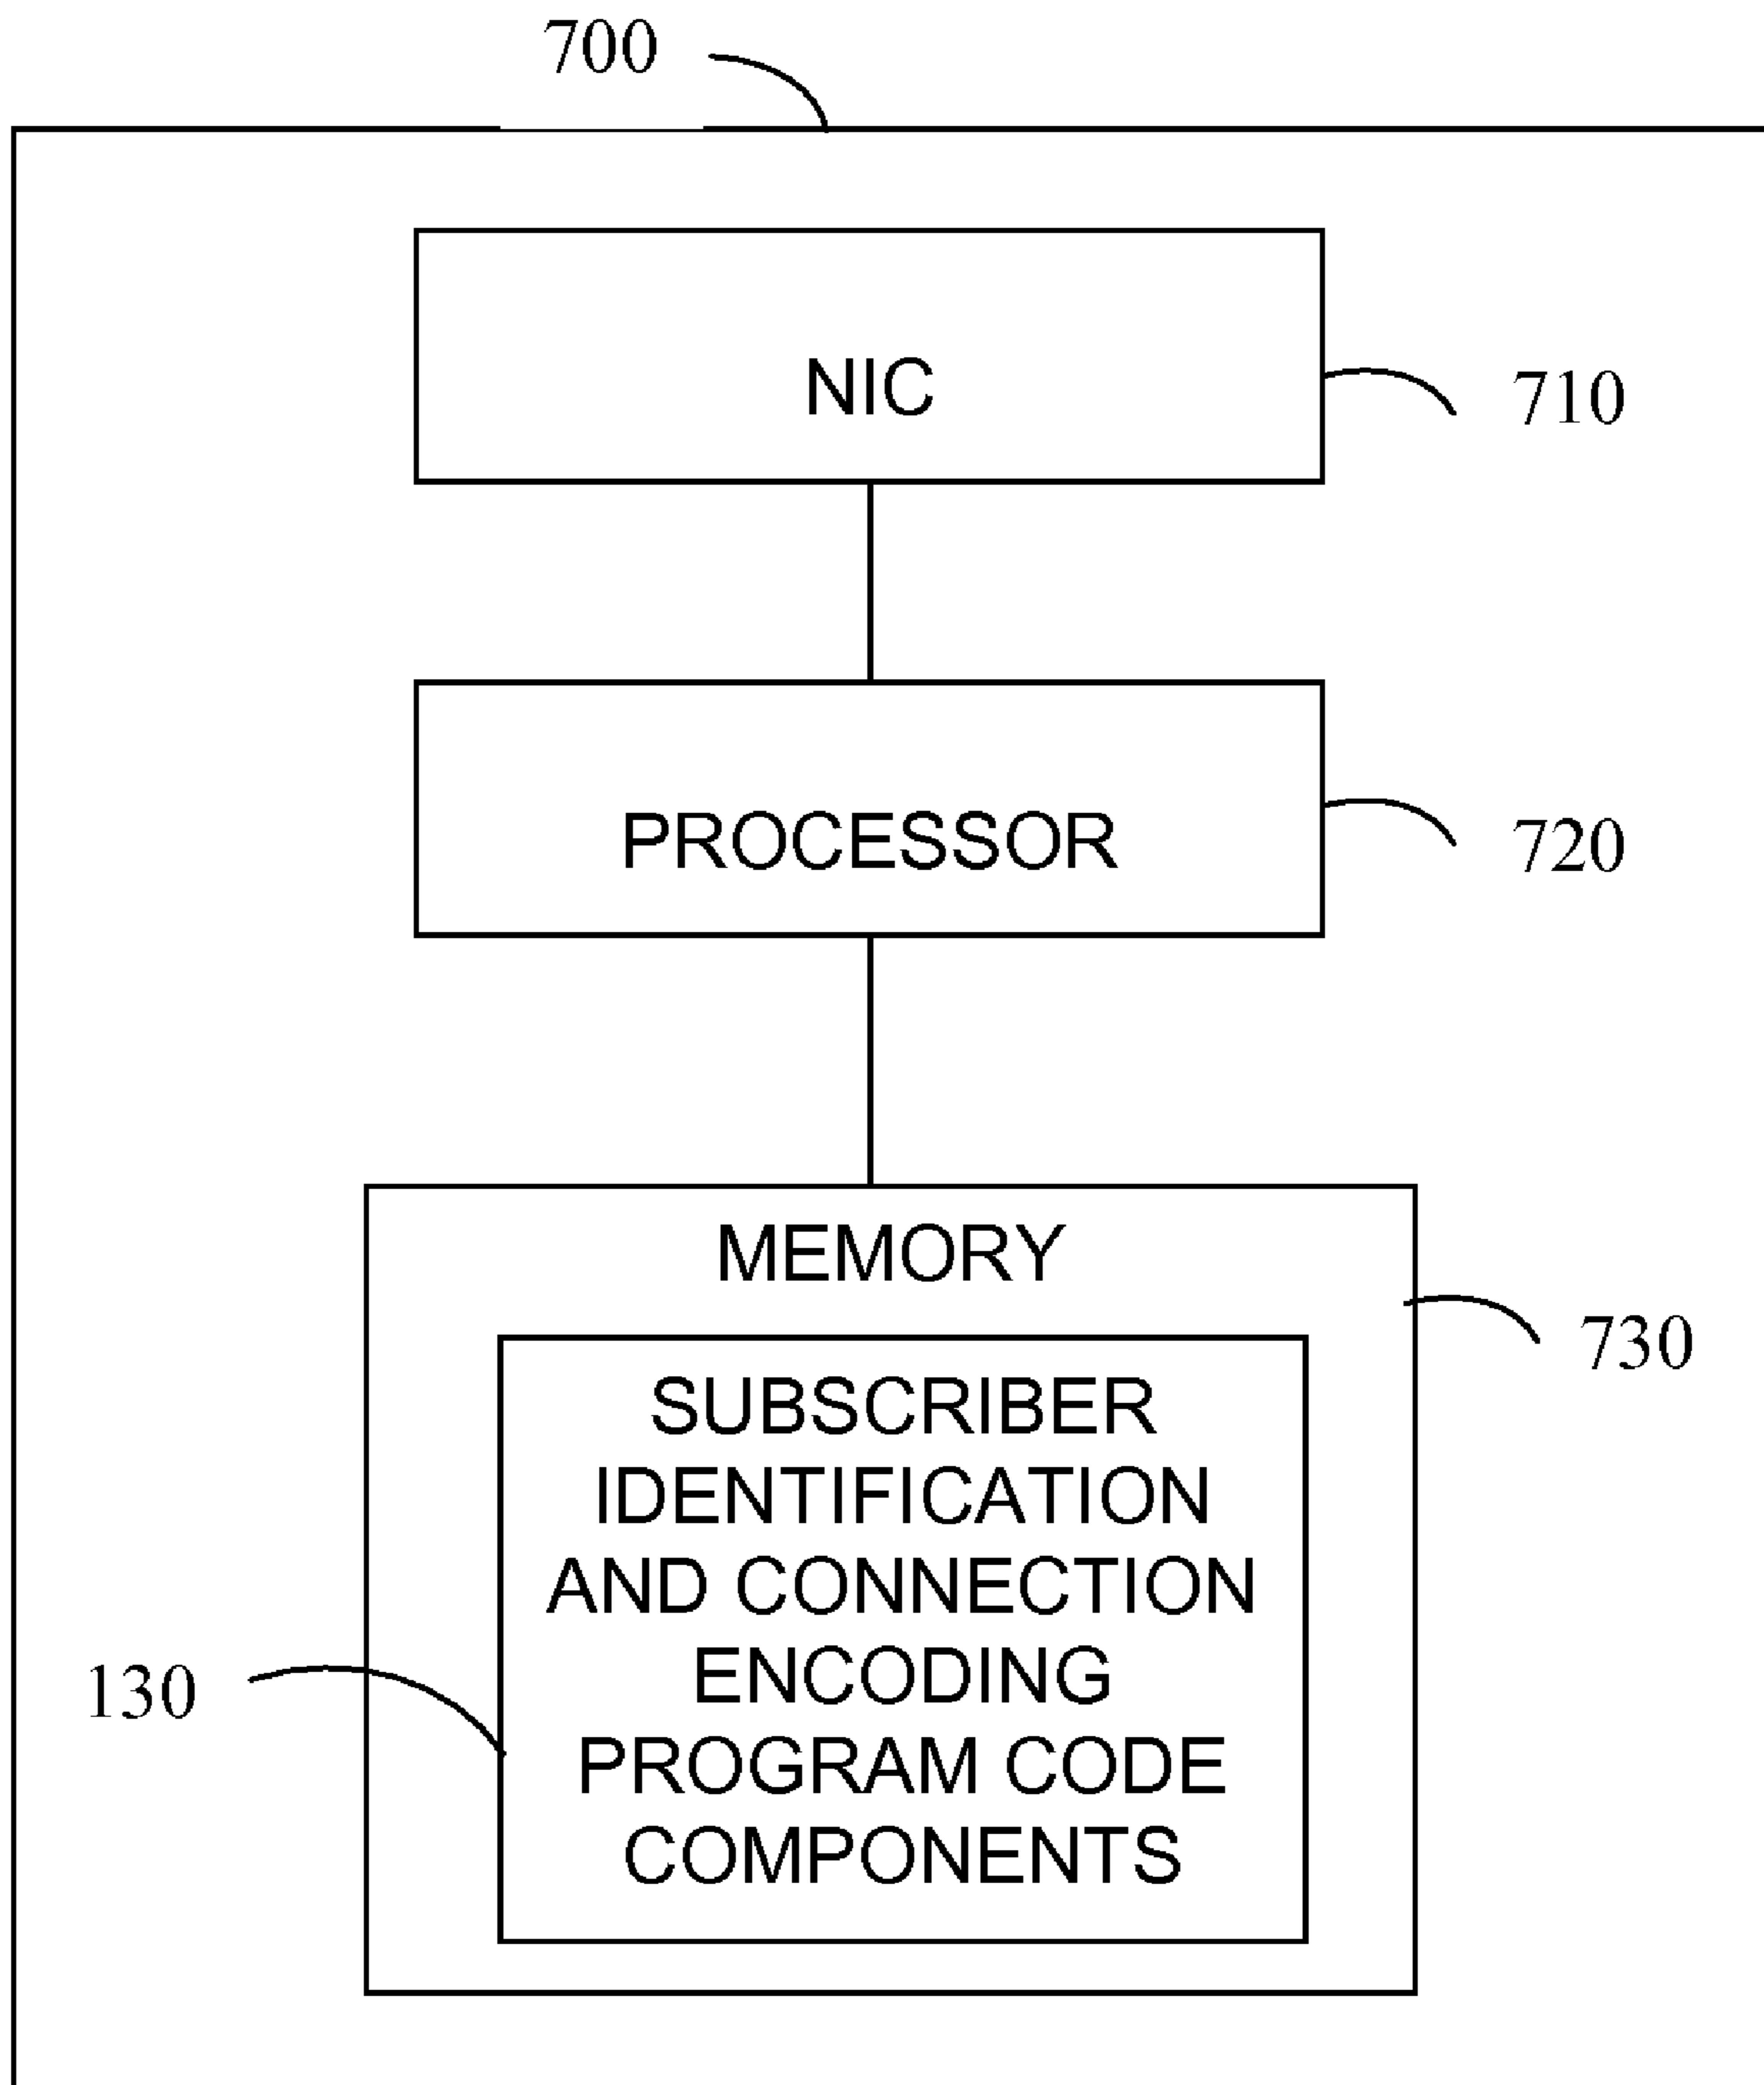 700
NIC
710
PROCESSOR
720
MEMORY
730
SUBSCRIBER
IDENTIFICATION
AND CONNECTION
ENCODING
130
PROGRAM CODE
COMPONENTS